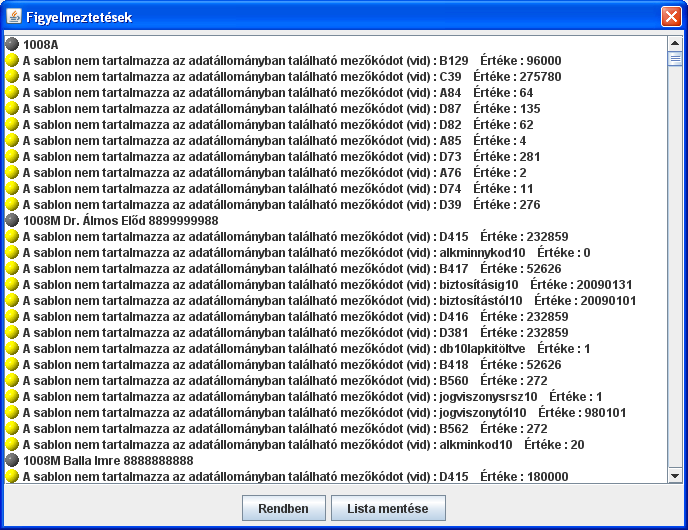 Figyelmeztetések
1008A
A sablon nem tartalmazza az adatállományban található mezőkódot (vid) : B129 Értéke : 96000
A sablon nem tartalmazza az adatállományban található mezőkódot (vid) : C39 Értéke : 275780
A sablon nem tartalmazza az adatállományban található mezőkódot (vid) : A84 Értéke : 64
A sablon nem tartalmazza az adatállományban található mezőkódot (vid) : D87 Értéke : 135
A sablon nem tartalmazza az adatállományban található mezőkódot (vid) : D82 Értéke : 62
A sablon nem tartalmazza az adatállományban található mezőkódot (vid) : A85 Értéke : 4
A sablon nem tartalmazza az adatállományban található mezőkódot (vid) : D73 Értéke : 281
A sablon nem tartalmazza az adatállományban található mezőkódot (vid) : A76 Értéke : 2
A sablon nem tartalmazza az adatállományban található mezőkódot (vid) : D74 Értéke : 11
A sablon nem tartalmazza az adatállományban található mezőkódot (vid) : D39 Értéke : 276
1008M Dr. Álmos Előd 8899999988
A sablon nem tartalmazza az adatállományban található mezőkódot (vid) : D415 Értéke : 232859
A sablon nem tartalmazza az adatállományban található mezőkódot (vid) : alkminnykod10 Értéke : 0
A sablon nem tartalmazza az adatállományban található mezőkódot (vid) : B417 Értéke : 52626
A sablon nem tartalmazza az adatállományban található mezőkódot (vid) : biztosításig10 Értéke : 20090131
A sablon nem tartalmazza az adatállományban található mezőkódot (vid) : biztosítástól10 Értéke : 20090101
A sablon nem tartalmazza az adatállományban található mezőkódot (vid) : D416 Értéke : 232859
A sablon nem tartalmazza az adatállományban található mezőkódot (vid) : D381 Értéke : 232859
A sablon nem tartalmazza az adatállományban található mezőkódot (vid) : db10lapkitöltve Értéke : 1
A sablon nem tartalmazza az adatállományban található mezőkódot (vid) : B418 Értéke : 52626
A sablon nem tartalmazza az adatállományban található mezőkódot (vid) : B560 Értéke : 272
A sablon nem tartalmazza az adatállományban található mezőkódot (vid) : jogviszonysrsz10 Értéke : 1
A sablon nem tartalmazza az adatállományban található mezőkódot (vid) : jogviszonytól10 Értéke : 980101
A sablon nem tartalmazza az adatállományban található mezőkódot (vid) : B562 Értéke : 272
A sablon nem tartalmazza az adatállományban található mezőkódot (vid) : alkminkod10 Értéke : 20
1008M Balla Imre 8888888888
A sablon nem tartalmazza az adatállományban található mezőkódot (vid) : D415 Értéke : 180000
Rendben
Lista mentése